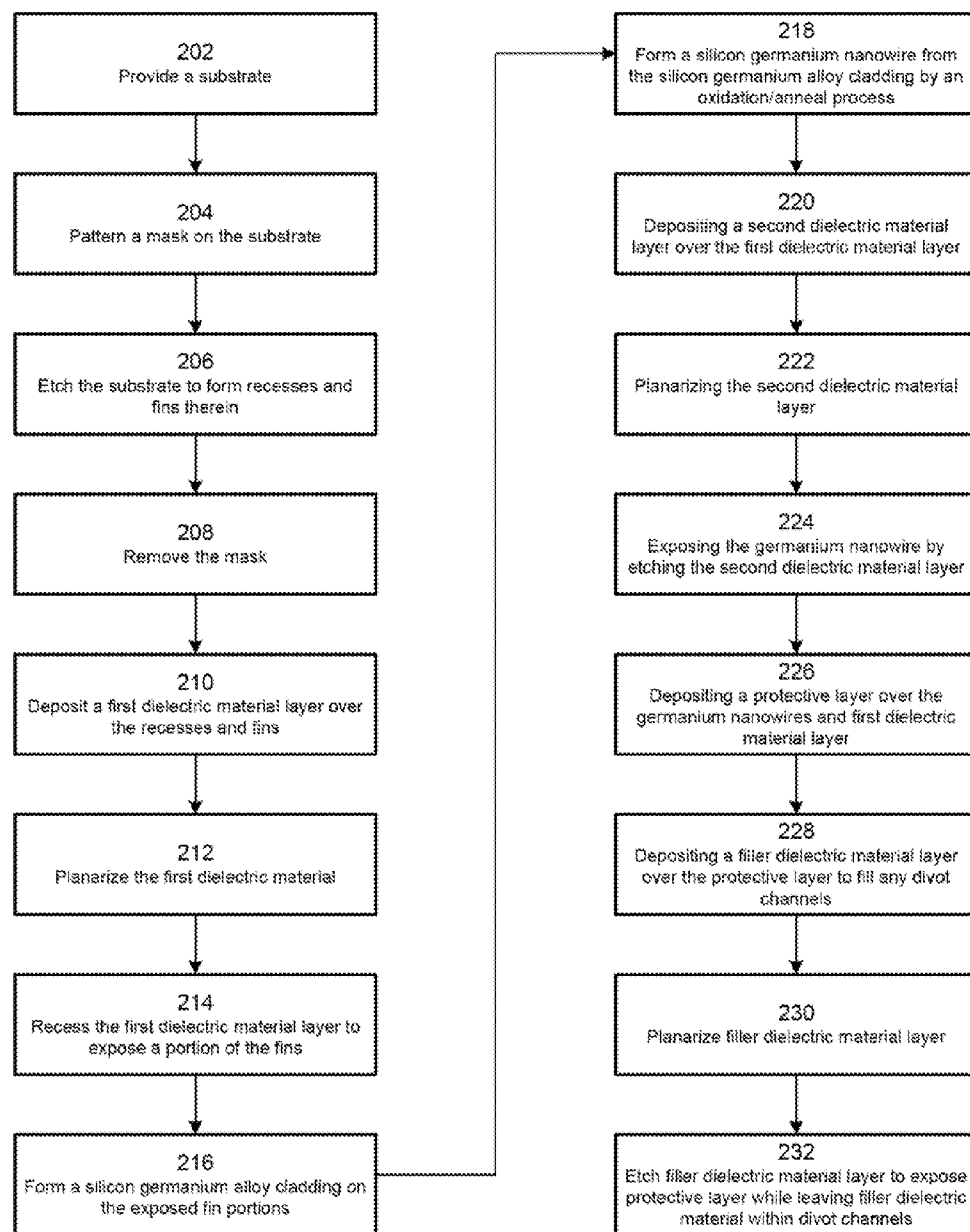 202
Provide a substrate
204
Pattern a mask on the substrate
206
Etch the substrate to form recesses and
fins therein
208
Remove the mask
210
Deposit a first dielectric material layer over
the recesses and fins
212
Planarize the first dielectric material
214
Recess the first dielectric material layer to
expose a portion of the fins
216
Form a silicon germanium alloy cladding on
the exposed fin portions
218
Form a silicon germanium nanowire from
the silicon germanium alloy cladding by an
oxidation/anneal process
220
Depositing a second dielectric material
layer over the first dielectric material layer
222
Planarizing the second dielectric material
layer
224
Exposing the germanium nanowire by
etching the second dielectric material layer
226
Depositing a protective layer over the
germanium nanowires and first dielectric
material layer
228
Depositing a filler dielectric material layer
over the protective layer to fill any divot
channels
230
Planarize filler dielectric material layer
232
Etch filler dielectric material layer to expose
protective layer while leaving filler dielectric
material within divot channels